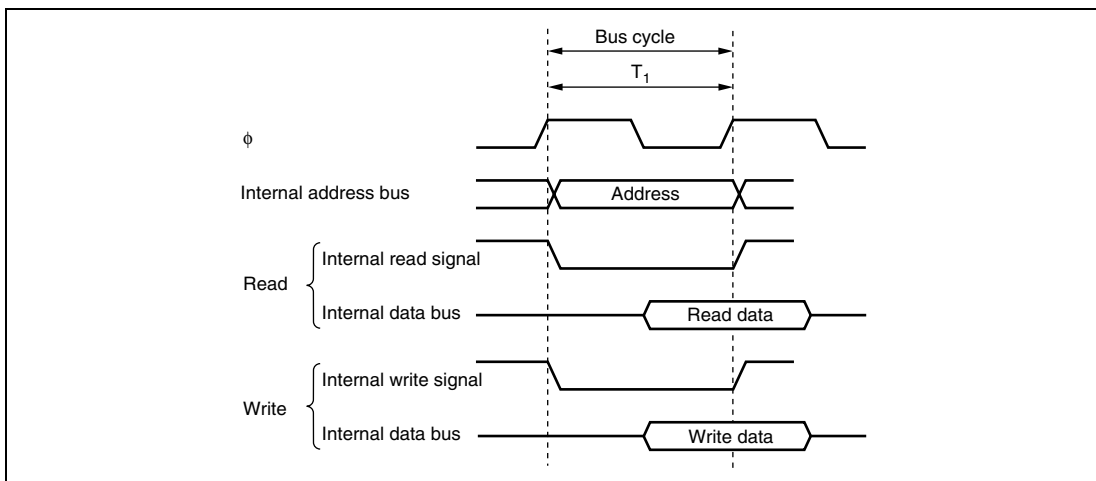 Bus cycle
T1
ϕ
Internal address bus
Address
Read
Internal read signal
Internal data bus
Read data
Write
Internal write signal
Internal data bus
Write data